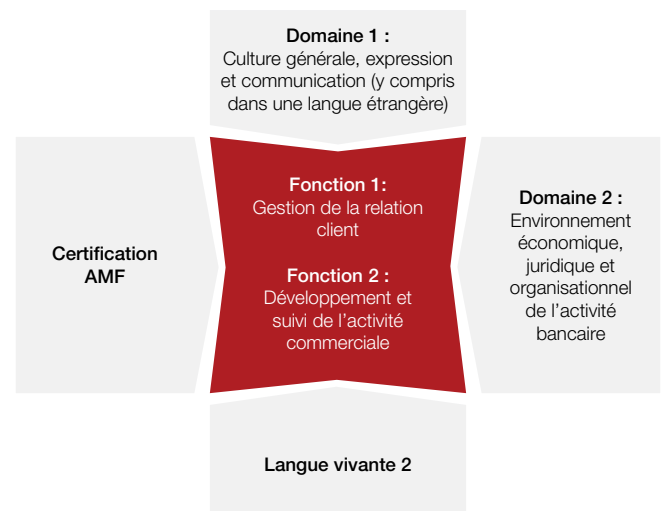 Domaine 1 :
Culture générale, expression
et communication (y compris
dans une langue étrangère)
Certification
AMF
Fonction 1:
Gestion de la relation
client
Fonction 2 :
Développement et
suivi de l’activité
commerciale
Domaine 2 :
Environnement
économique,
juridique et
organisationnel
de l’activité
bancaire
Langue vivante 2